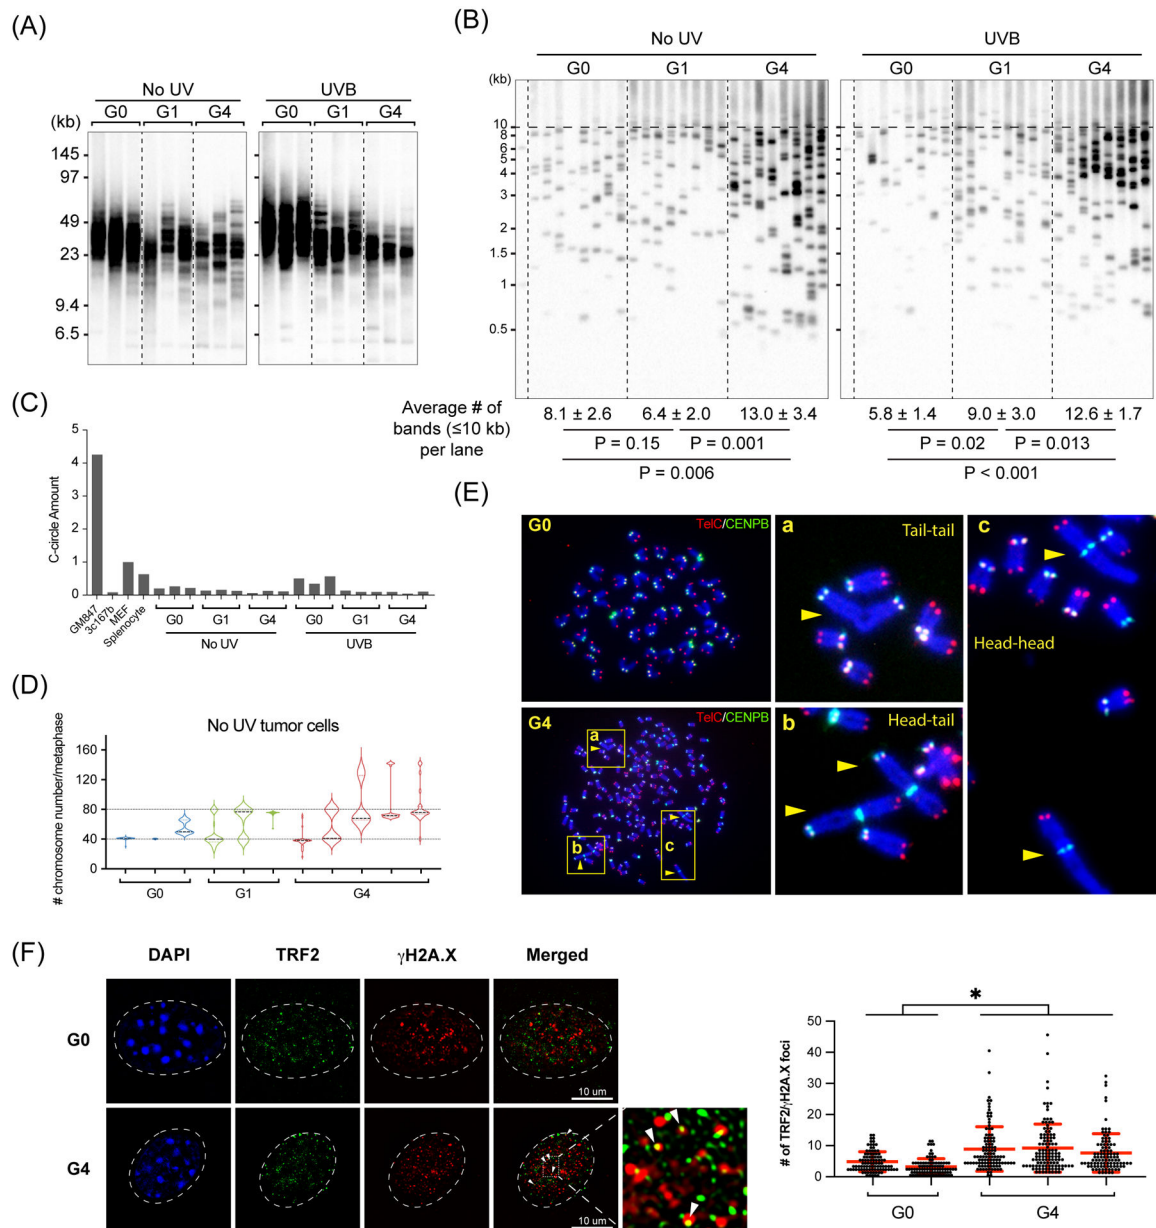 (A)
No UV
UVB
G0 G1 G4
G0 G1 G4
(kb)
145
97
49
23
9.4
6.5
(B)
No UV
UVB
G0 G1 G4
G0 G1 G4
(kb)
10
8
6
5
4
3
2
1.5
1
0.5
Average # of
bands (≤10 kb)
per lane
8.1 ± 2.6 6.4 ± 2.0 13.0 ± 3.4
P = 0.15 P = 0.001
P = 0.006
5.8 ± 1.4 9.0 ± 3.0 12.6 ± 1.7
P = 0.02 P = 0.013
P < 0.001
(C)
C-circle Amount
5
4
3
2
1
0
GM847
3c167b
MEF
Splenocyte
G0 G1 G4 G0 G1 G4
No UV UVB
(D)
No UV tumor cells
# chromosome number/metaphase
160
120
80
40
0
G0 G1 G4
(E)
G0
TelC/CENPB
a
Tail-tail
c
Head-head
G4
TelC/CENPB
a
b
c
b
Head-tail
(F)
DAPI TRF2 γH2A.X Merged
G0
10 um
G4
10 um
*
# of TRF2/γH2A.X foci
50
40
30
20
10
0
G0 G4